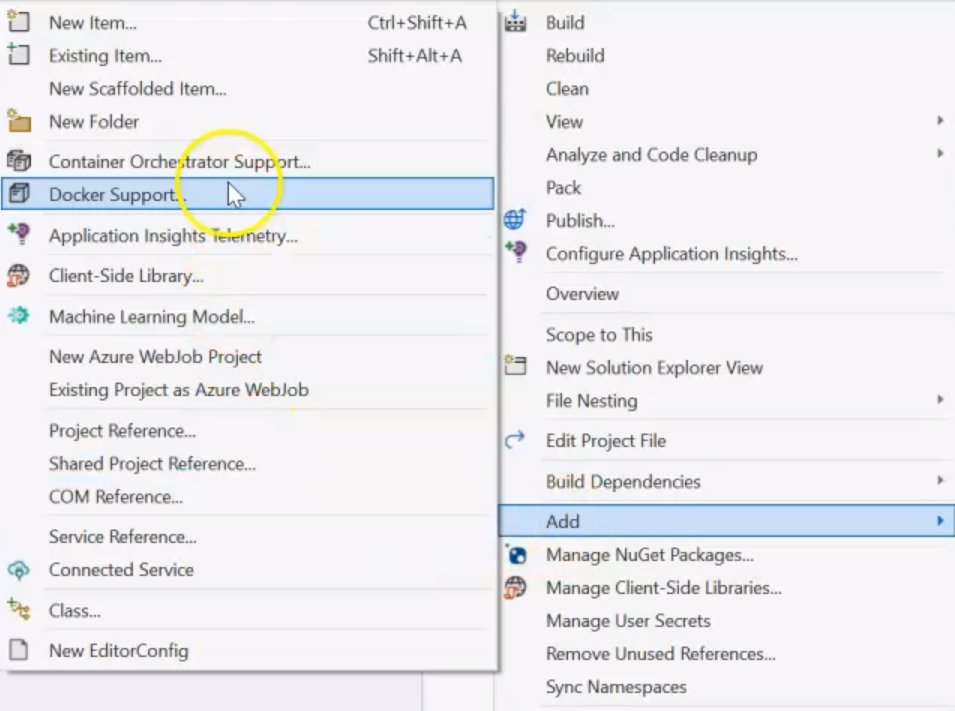 New Item... Ctrl+Shift+A
Existing Item... Shift+Alt+A
New Scaffolded Item...
New Folder
Container Orchestrator Support...
Docker Support...
Application Insights Telemetry...
Client-Side Library...
Machine Learning Model...
New Azure WebJob Project
Existing Project as Azure WebJob
Project Reference...
Shared Project Reference...
COM Reference...
Service Reference...
Connected Service
Class...
New EditorConfig
Build
Rebuild
Clean
View
Analyze and Code Cleanup
Pack
Publish...
Configure Application Insights...
Overview
Scope to This
New Solution Explorer View
File Nesting
Edit Project File
Build Dependencies
Add
Manage NuGet Packages...
Manage Client-Side Libraries...
Manage User Secrets
Remove Unused References...
Sync Namespaces